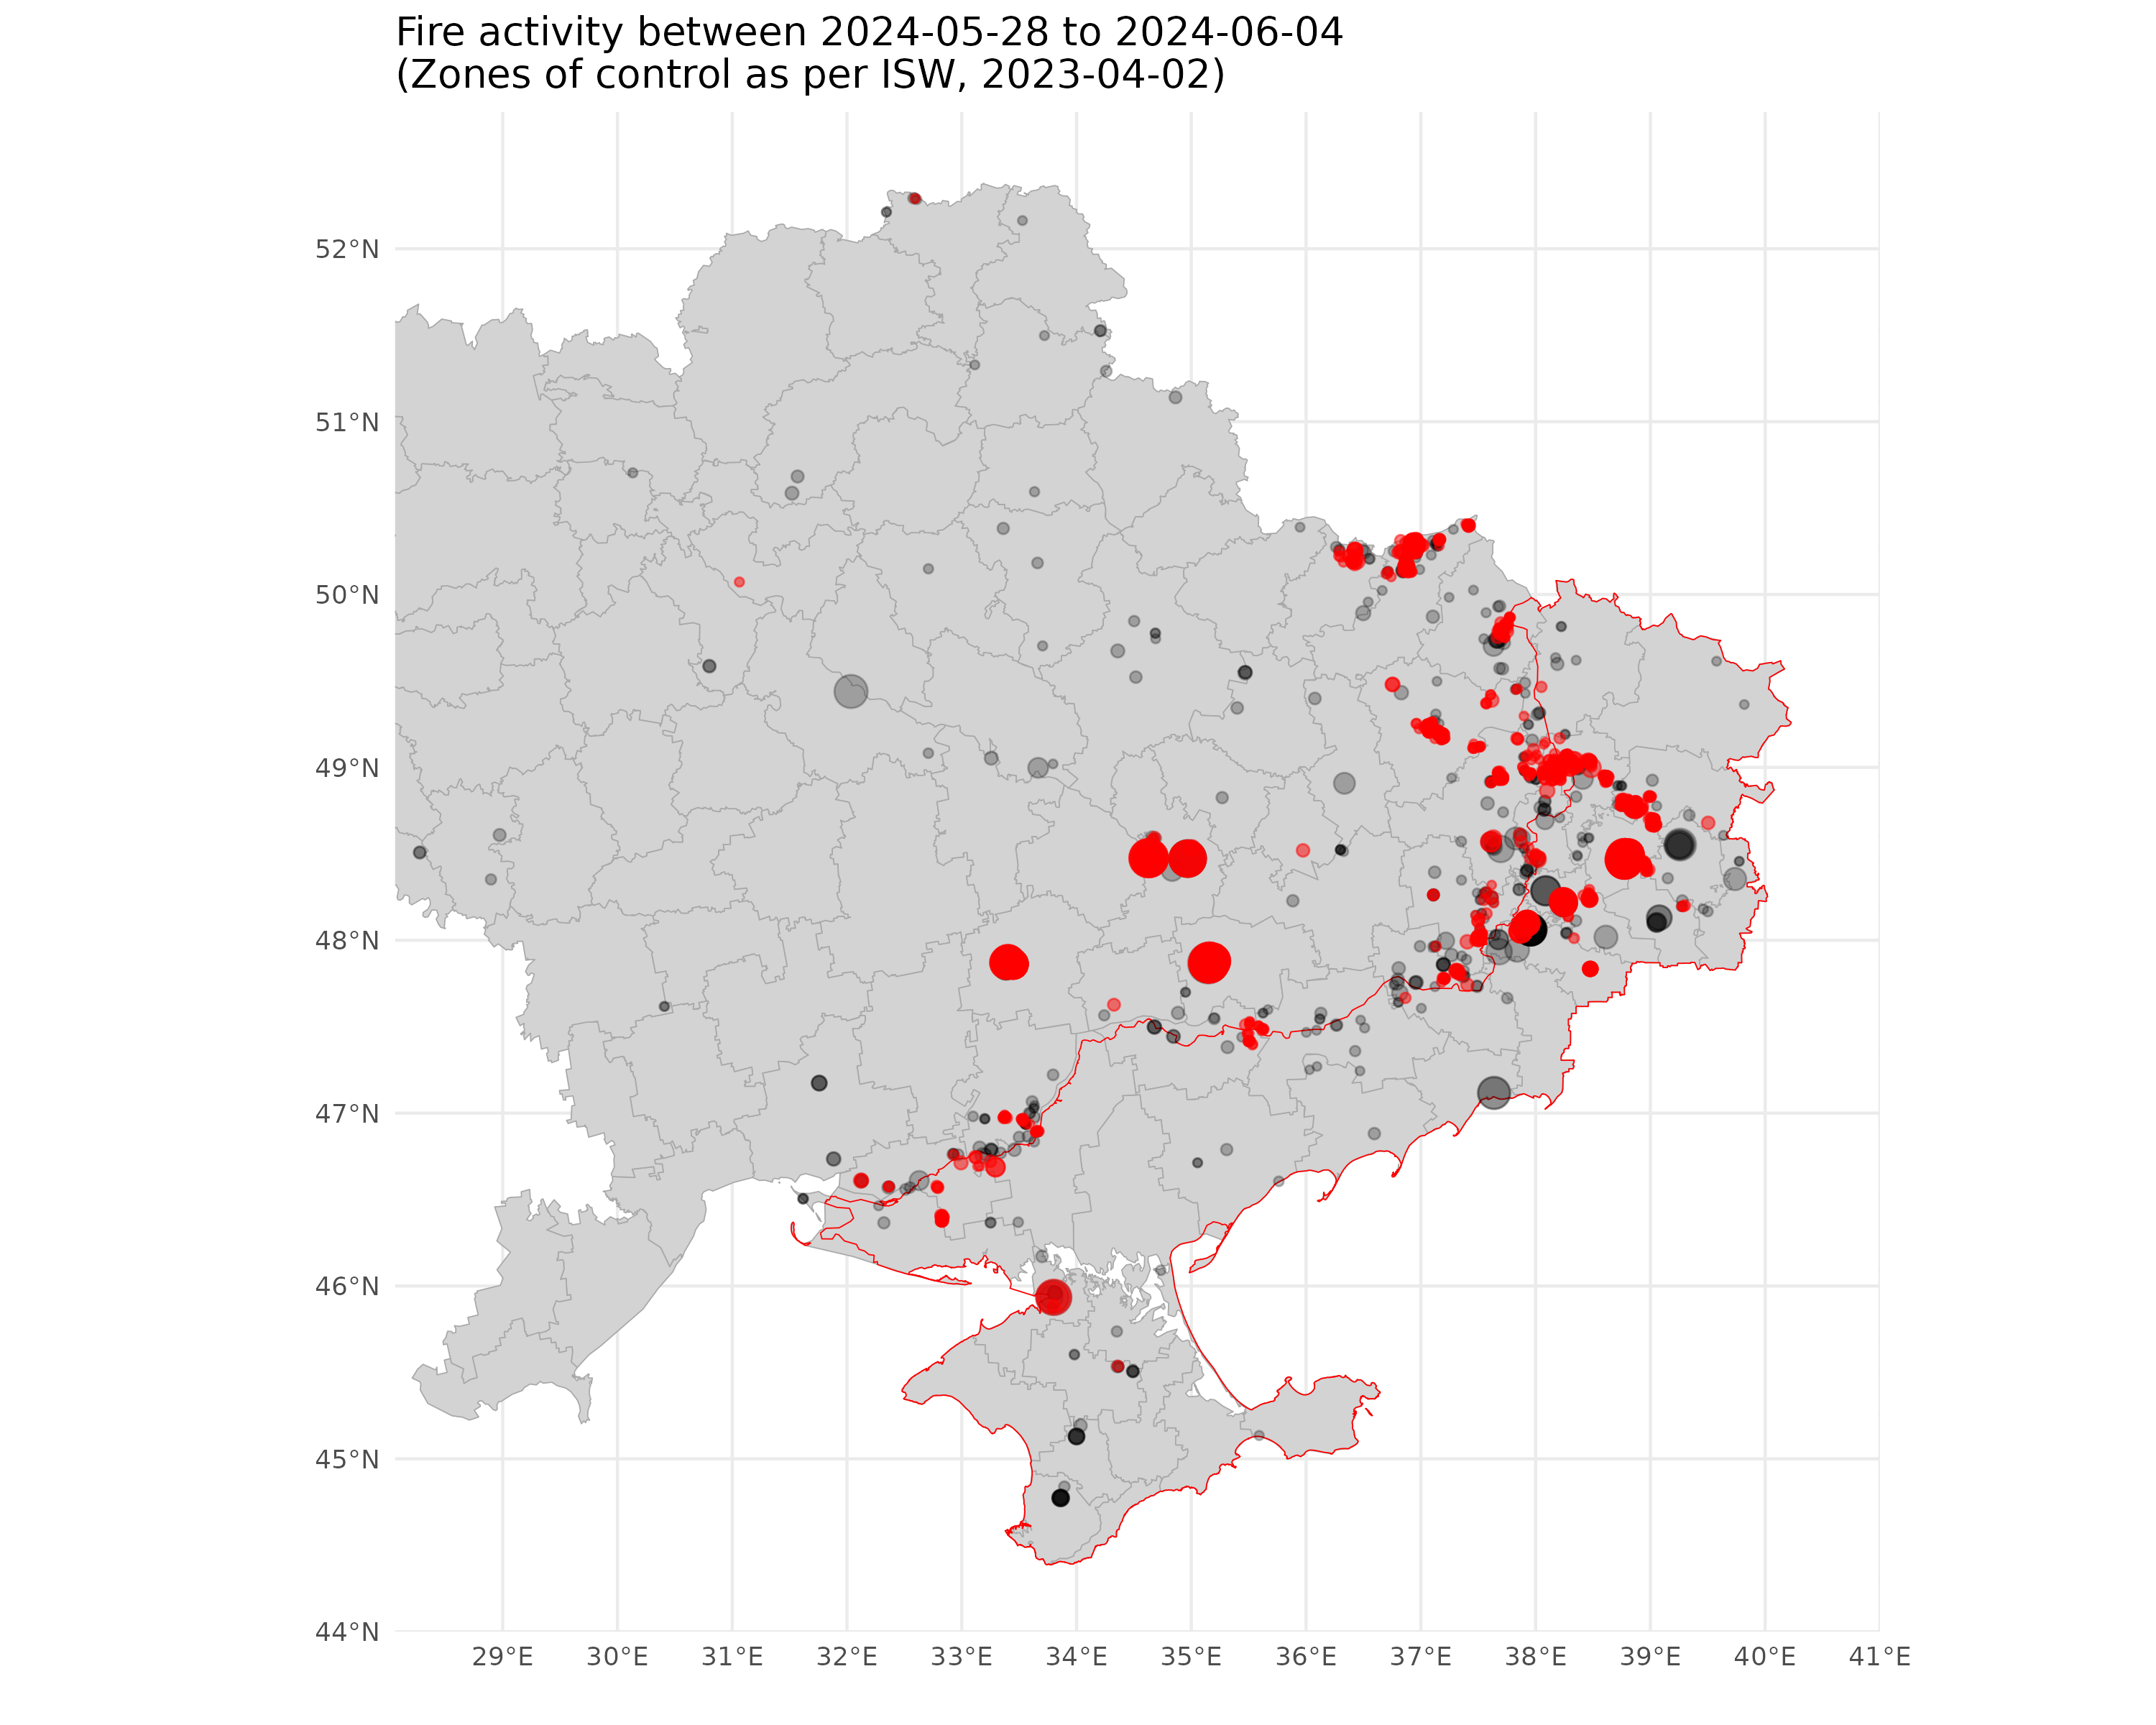 Fire activity between 2024-05-28 to 2024-06-04
(Zones of control as per ISW, 2023-04-02)
52°N
51°N
50°N
49°N
48°N
47°N
46°N
45°N
44°N
29°E 30°E 31°E 32°E 33°E 34°E 35°E 36°E 37°E 38°E 39°E 40°E 41°E